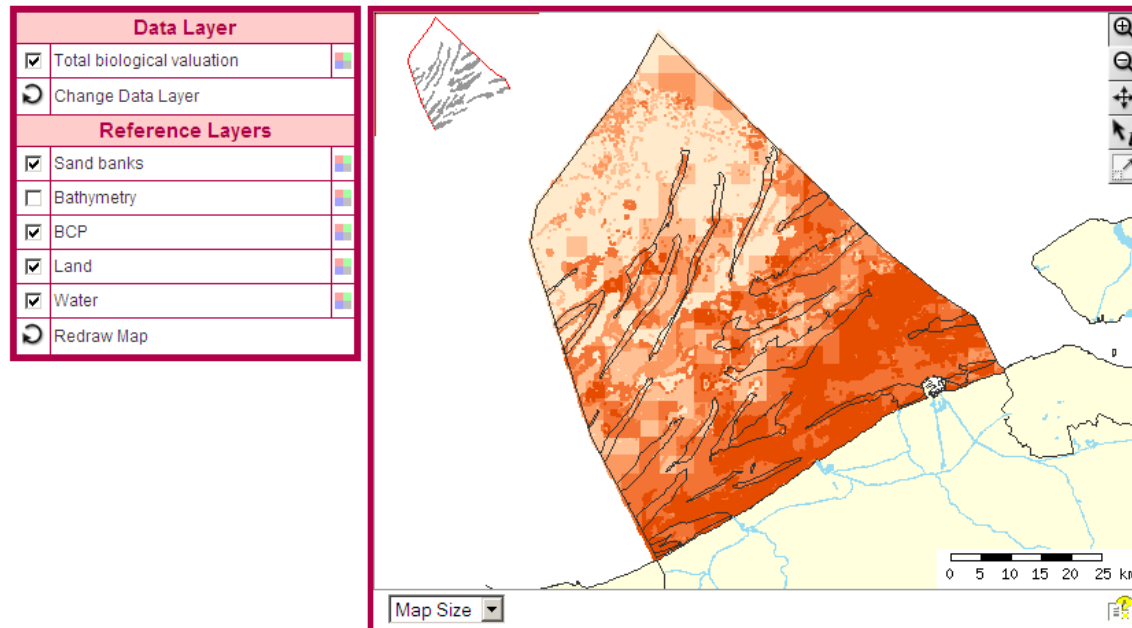 Data Layer
Total biological valuation
Change Data Layer
Reference Layers
Sand banks
Bathymetry
BCP
Land
Water
Redraw Map
0 5 10 15 20 25 km
Map Size